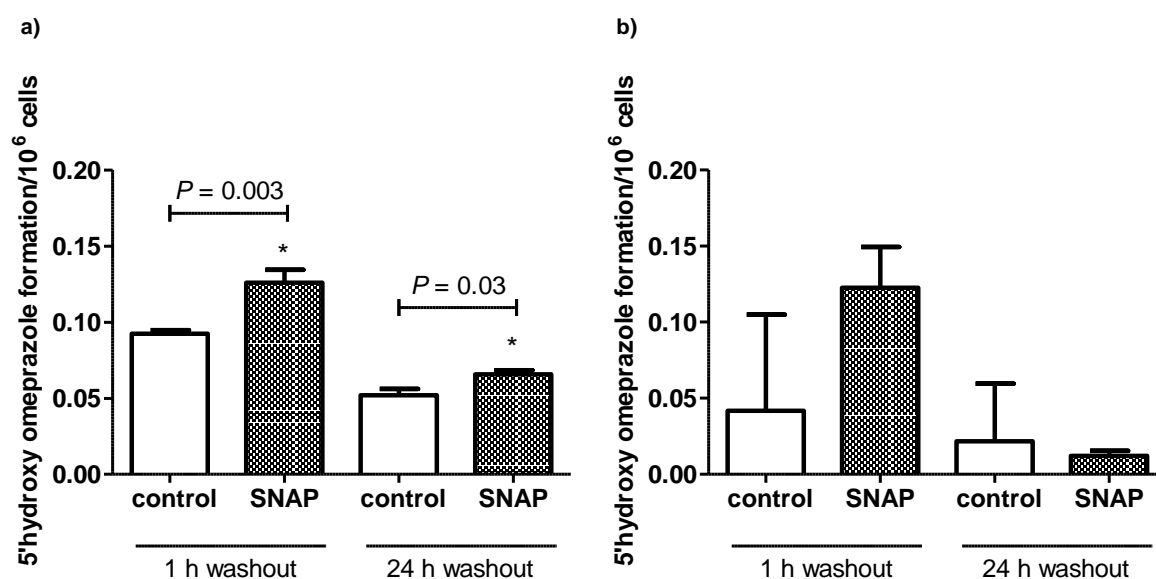 a)
5'hydroxy omeprazole formation/10⁶ cells
0.20
0.15
0.10
0.05
0.00
P = 0.003
*
P = 0.03
*
control SNAP control SNAP
1 h washout 24 h washout
b)
5'hydroxy omeprazole formation/10⁶ cells
0.20
0.15
0.10
0.05
0.00
control SNAP control SNAP
1 h washout 24 h washout